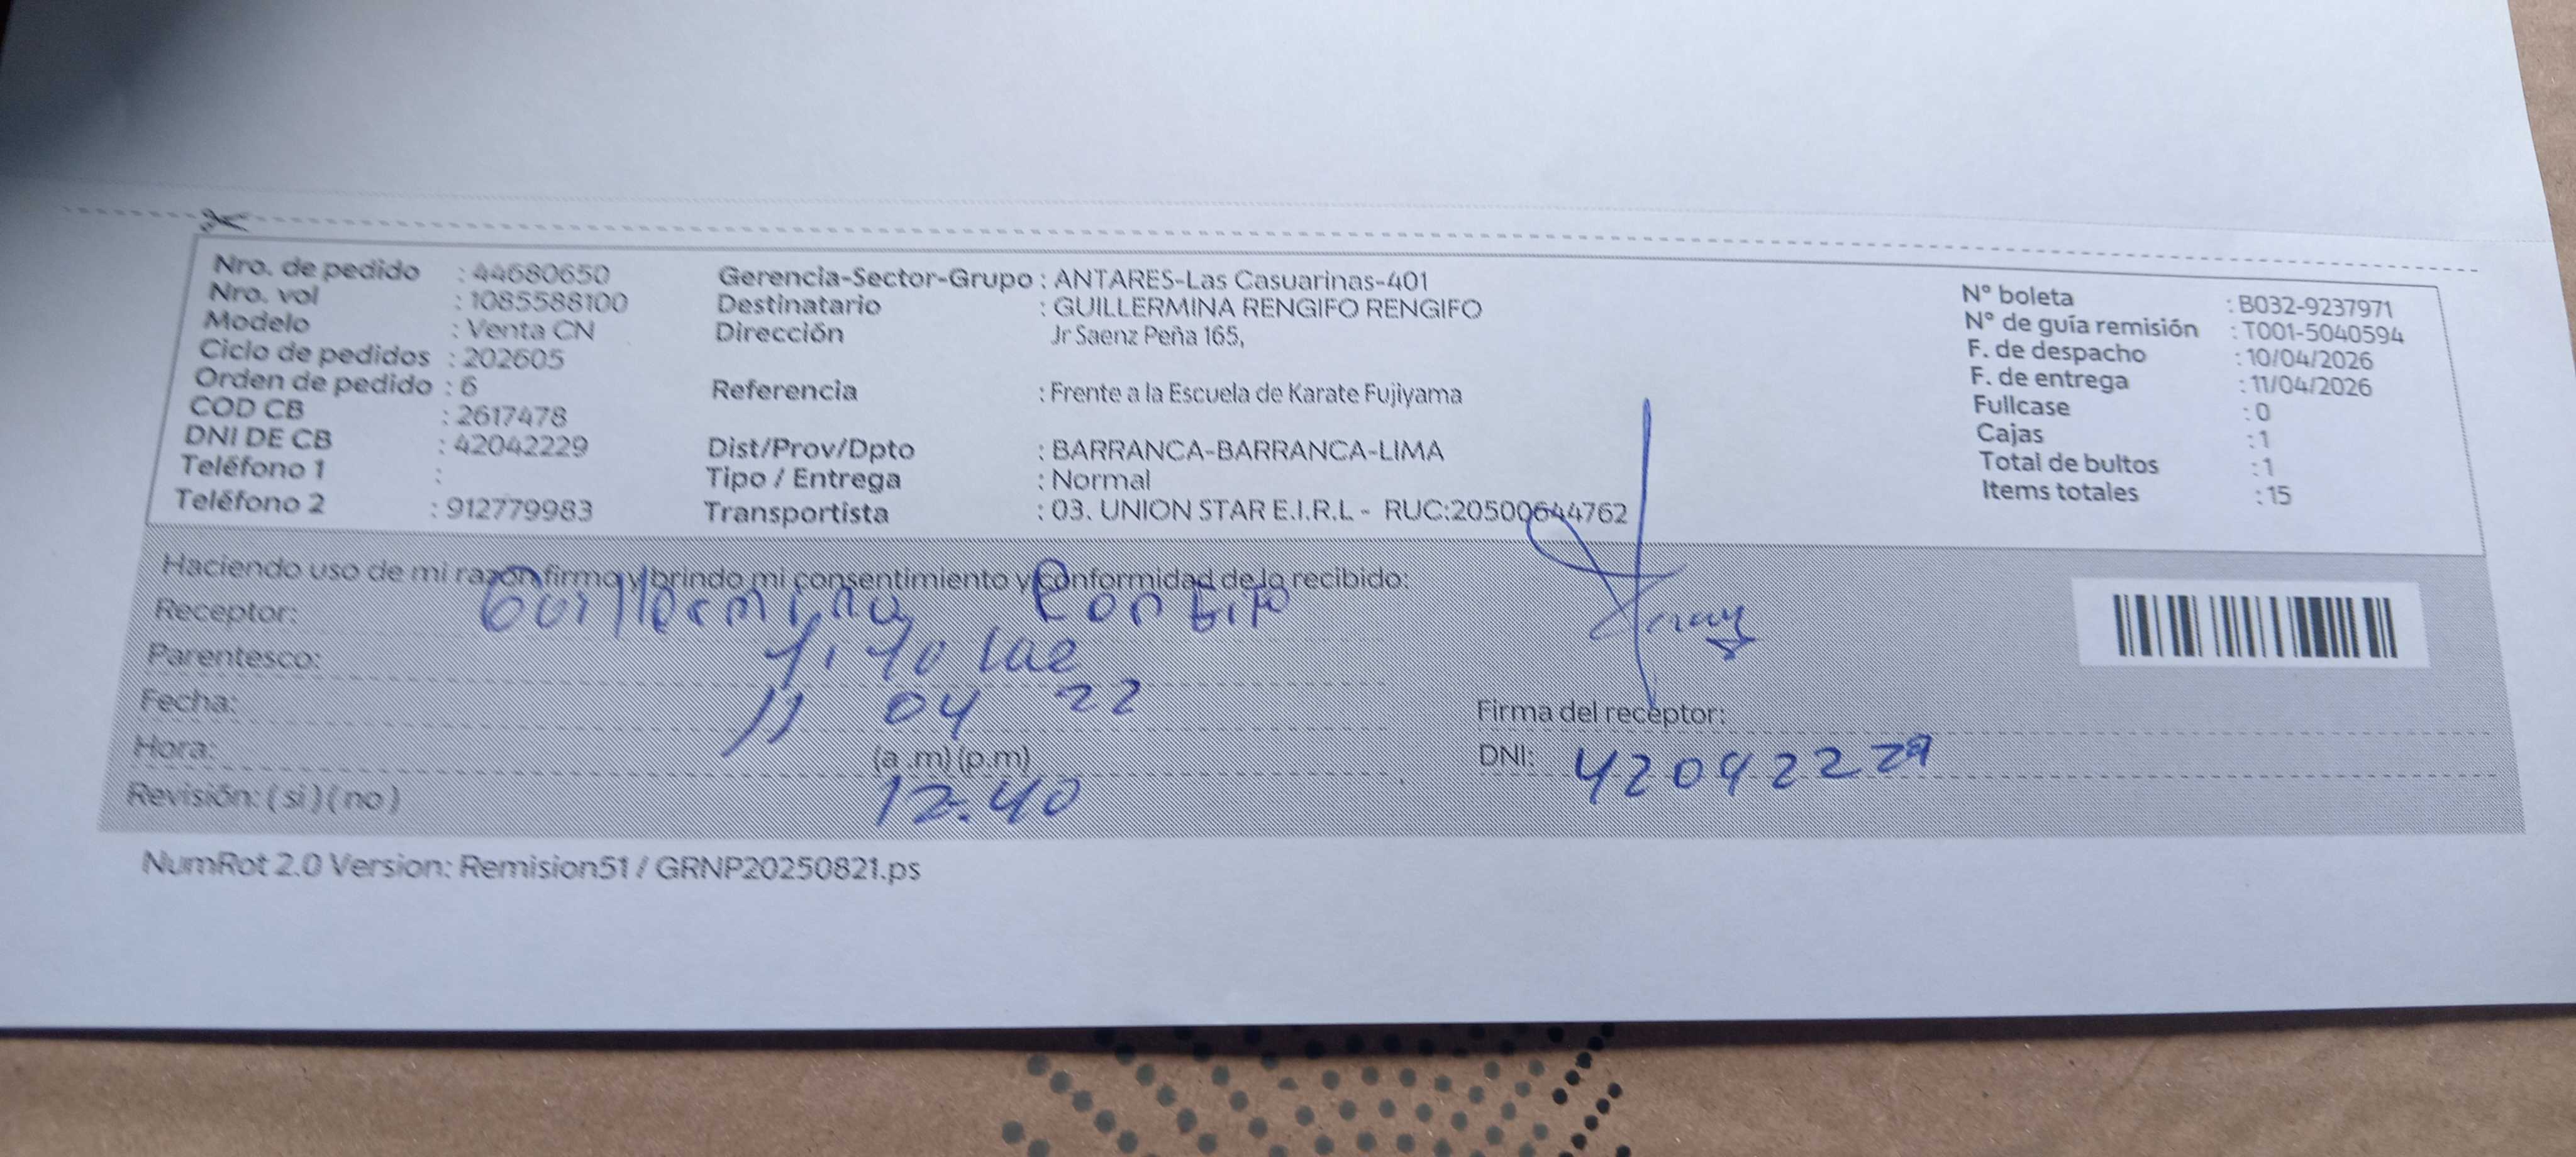 Nro. de pedido : 44680650
Nro. vol : 1085588100
Modelo : Venta CN
Ciclo de pedidos : 202605
Orden de pedido : 6
COD CB : 2617478
DNI DE CB : 42042229
Teléfono 1 :
Teléfono 2 : 912779983
Gerencia-Sector-Grupo : ANTARES-Las Casuarinas-401
Destinatario : GUILLERMINA RENGIFO RENGIFO
Dirección Jr Saenz Peña 165,
Referencia : Frente a la Escuela de Karate Fujiyama
Dist/Prov/Dpto : BARRANCA-BARRANCA-LIMA
Tipo / Entrega : Normal
Transportista : 03. UNION STAR E.I.R.L - RUC:20500644762
N° boleta : B032-9237971
N° de guía remisión : T001-5040594
F. de despacho : 10/04/2026
F. de entrega : 11/04/2026
Fullcase : 0
Cajas : 1
Total de bultos : 1
Items totales : 15
Haciendo uso de mi razón firmo y brindo mi consentimiento y conformidad de lo recibido:
Receptor:
Parentesco:
Fecha: 11 04 22
Hora: (a .m) (p.m)
12:40
Revisión: ( si ) ( no )
Firma del receptor:
DNI: 42042229
NumRot 2.0 Version: Remision51 / GRNP20250821.ps